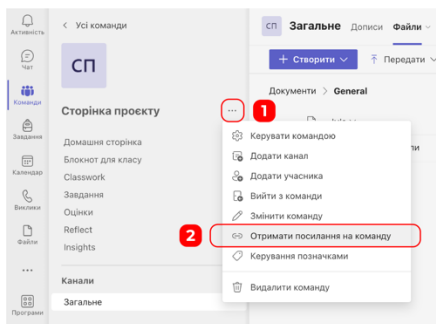 Активність
Чат
Команди
Завдання
Календар
Виклики
Файли
...
Програми
< Усі команди
СП
Сторінка проєкту
...
1
Домашня сторінка
Блокнот для класу
Classwork
Завдання
Оцінки
Reflect
Insights
Канали
Загальне
СП Загальне Дописи Файли
+ Створити
Передати
Документи > General
Керувати командою
Додати канал
Додати учасника
Вийти з команди
Змінити команду
2
Отримати посилання на команду
Керування позначками
Видалити команду